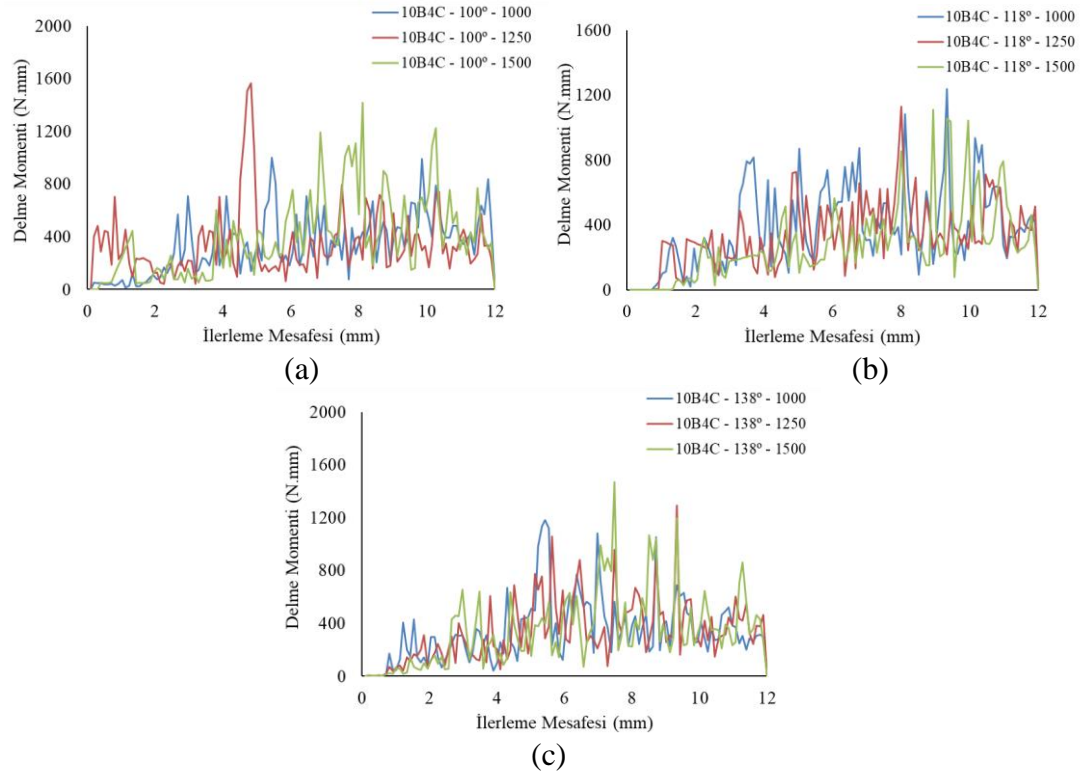 10B4C - 100º - 1000
10B4C - 100º - 1250
10B4C - 100º - 1500
Delme Momenti (N.mm)
2000
1600
1200
800
400
0
0 2 4 6 8 10 12
İlerleme Mesafesi (mm)
(a)
10B4C - 118º - 1000
10B4C - 118º - 1250
10B4C - 118º - 1500
Delme Momenti (N.mm)
1600
1200
800
400
0
0 2 4 6 8 10 12
İlerleme Mesafesi (mm)
(b)
10B4C - 138º - 1000
10B4C - 138º - 1250
10B4C - 138º - 1500
Delme Momenti (N.mm)
2000
1600
1200
800
400
0
0 2 4 6 8 10 12
İlerleme Mesafesi (mm)
(c)